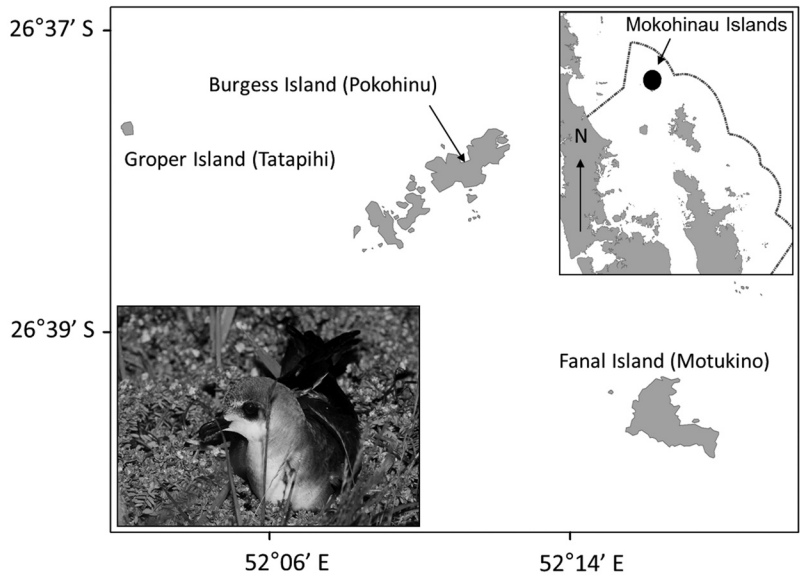 26°37’ S
Mokohinau Islands
Burgess Island (Pokohinu)
N
Groper Island (Tatapihi)
26°39’ S
Fanal Island (Motukino)
52°06’ E
52°14’ E